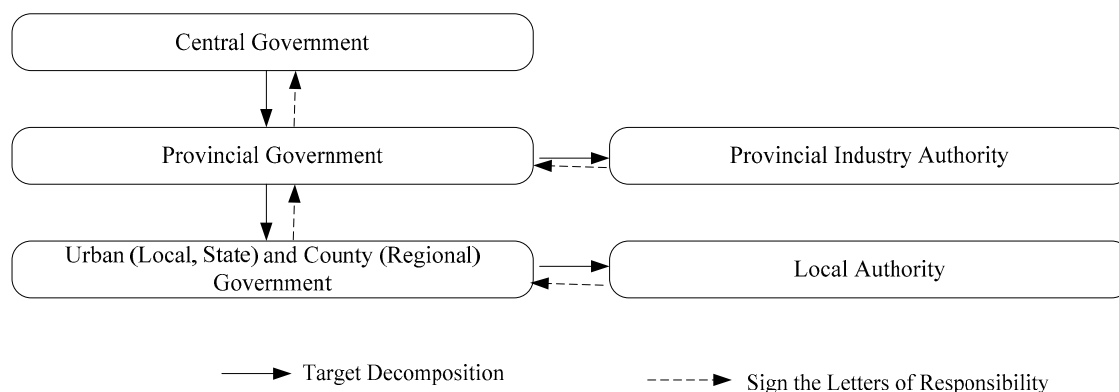 Central Government
Provincial Government
Provincial Industry Authority
Urban (Local, State) and County (Regional)
Government
Local Authority
Target Decomposition
Sign the Letters of Responsibility